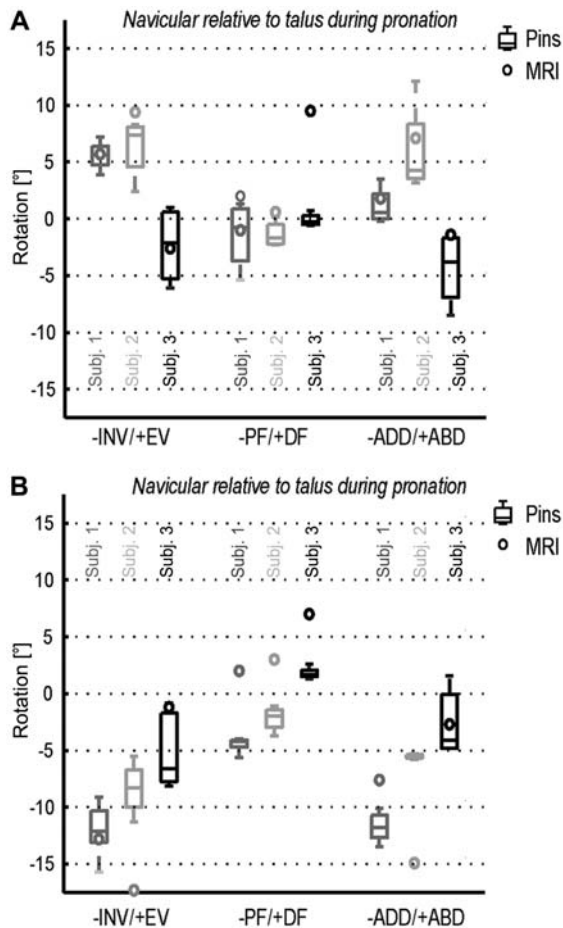 A
Navicular relative to talus during pronation
Pins
MRI
Rotation [°]
15
10
5
0
-5
-10
-15
Subj. 1
Subj. 2
Subj. 3
Subj. 1
Subj. 2
Subj. 3
Subj. 1
Subj. 2
Subj. 3
-INV/+EV
-PF/+DF
-ADD/+ABD
B
Navicular relative to talus during pronation
Pins
MRI
Rotation [°]
15
10
5
0
-5
-10
-15
Subj. 1
Subj. 2
Subj. 3
Subj. 1
Subj. 2
Subj. 3
Subj. 1
Subj. 2
Subj. 3
-INV/+EV
-PF/+DF
-ADD/+ABD